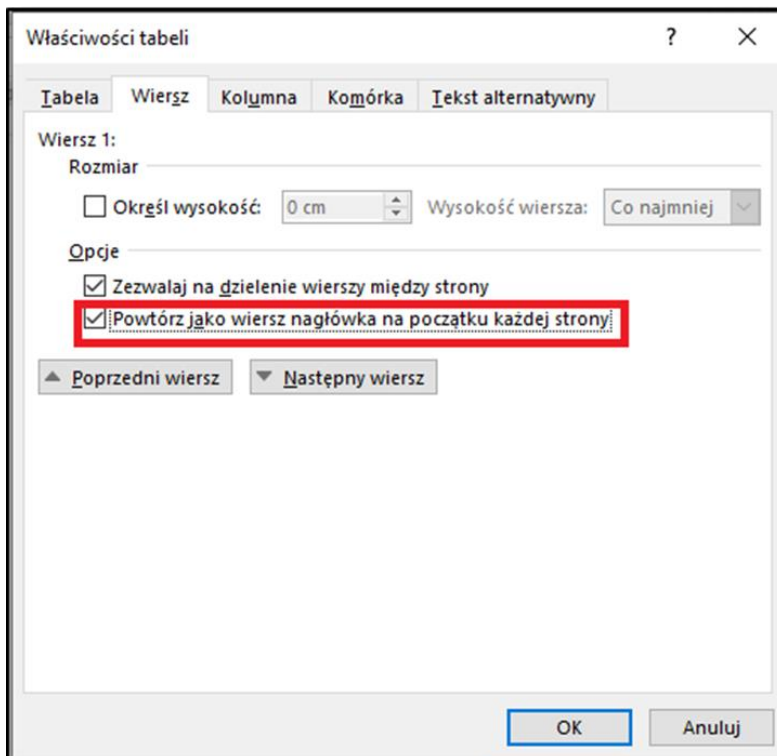 Właściwości tabeli ? ×
Tabela Wiersz Kolumna Komórka Tekst alternatywny
Wiersz 1:
Rozmiar
Określ wysokość: 0 cm Wysokość wiersza: Co najmniej
Opcje
Zezwalaj na dzielenie wierszy między strony
Powtórz jako wiersz nagłówka na początku każdej strony
Poprzedni wiersz Następny wiersz
OK Anuluj